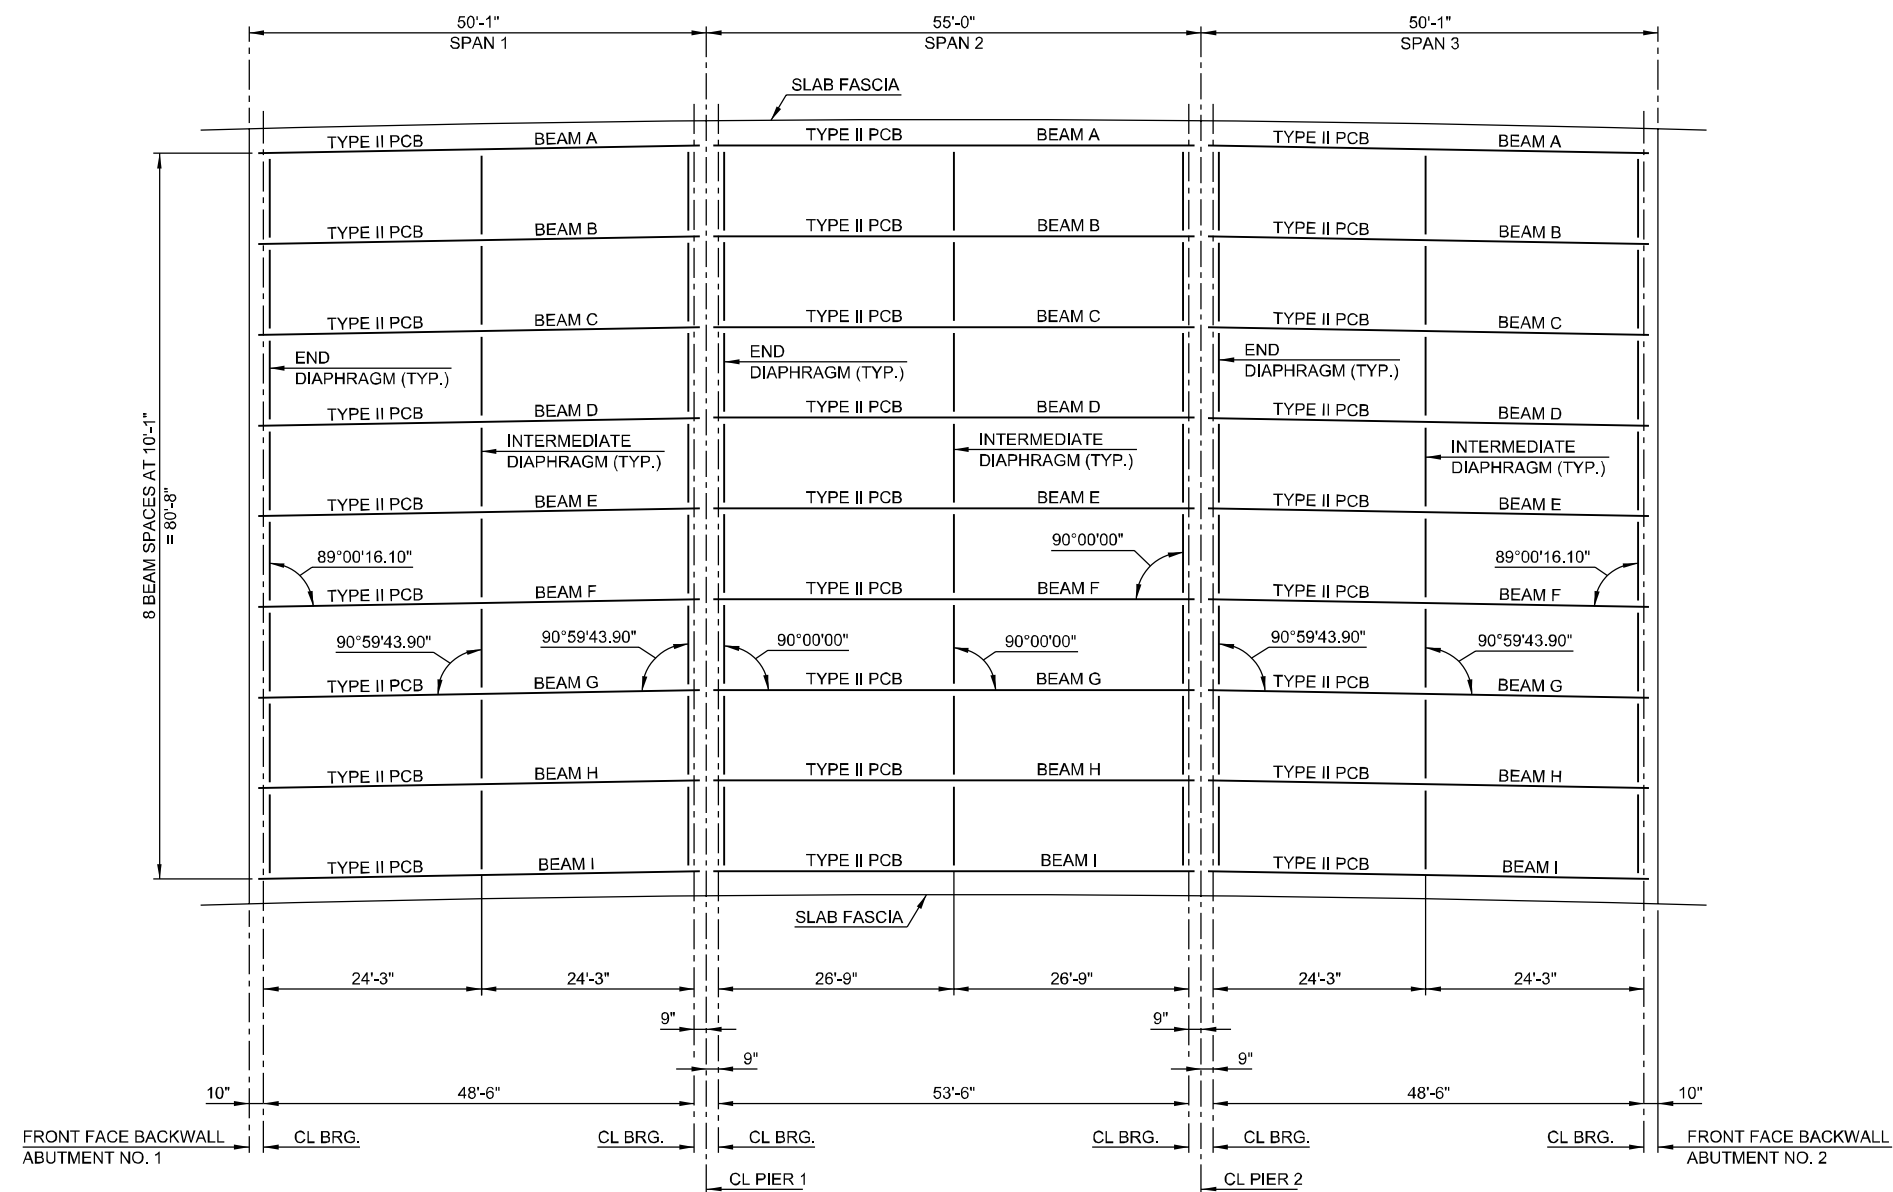 50'-1"
SPAN 1
55'-0"
SPAN 2
50'-1"
SPAN 3
SLAB FASCIA
TYPE II PCB BEAM A
TYPE II PCB BEAM A
TYPE II PCB BEAM A
TYPE II PCB BEAM B
TYPE II PCB BEAM B
TYPE II PCB BEAM B
TYPE II PCB BEAM C
TYPE II PCB BEAM C
TYPE II PCB BEAM C
END
DIAPHRAGM (TYP.)
END
DIAPHRAGM (TYP.)
END
DIAPHRAGM (TYP.)
TYPE II PCB BEAM D
TYPE II PCB BEAM D
TYPE II PCB BEAM D
8 BEAM SPACES AT 10'-1"
= 80'-8"
INTERMEDIATE
DIAPHRAGM (TYP.)
INTERMEDIATE
DIAPHRAGM (TYP.)
INTERMEDIATE
DIAPHRAGM (TYP.)
TYPE II PCB BEAM E
TYPE II PCB BEAM E
TYPE II PCB BEAM E
89°00'16.10"
90°00'00"
89°00'16.10"
TYPE II PCB BEAM F
TYPE II PCB BEAM F
TYPE II PCB BEAM F
90°59'43.90"
90°59'43.90"
90°00'00"
90°00'00"
90°59'43.90"
90°59'43.90"
TYPE II PCB BEAM G
TYPE II PCB BEAM G
TYPE II PCB BEAM G
TYPE II PCB BEAM H
TYPE II PCB BEAM H
TYPE II PCB BEAM H
TYPE II PCB BEAM I
TYPE II PCB BEAM I
TYPE II PCB BEAM I
SLAB FASCIA
24'-3" 24'-3" 26'-9" 26'-9" 24'-3" 24'-3"
9" 9"
9" 9"
10" 48'-6" 53'-6" 48'-6" 10"
FRONT FACE BACKWALL
ABUTMENT NO. 1
CL BRG.
CL BRG.
CL BRG.
CL BRG.
CL BRG.
CL BRG.
FRONT FACE BACKWALL
ABUTMENT NO. 2
CL PIER 1
CL PIER 2